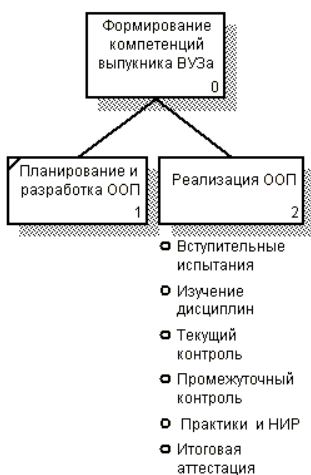 Формирование
компетенций
выпукника ВУЗа
0
Планирование и
разработка ООП
1
Реализация ООП
2
Вступительные
испытания
Изучение
дисциплин
Текущий
контроль
Промежуточный
контроль
Практики и НИР
Итоговая
аттестация